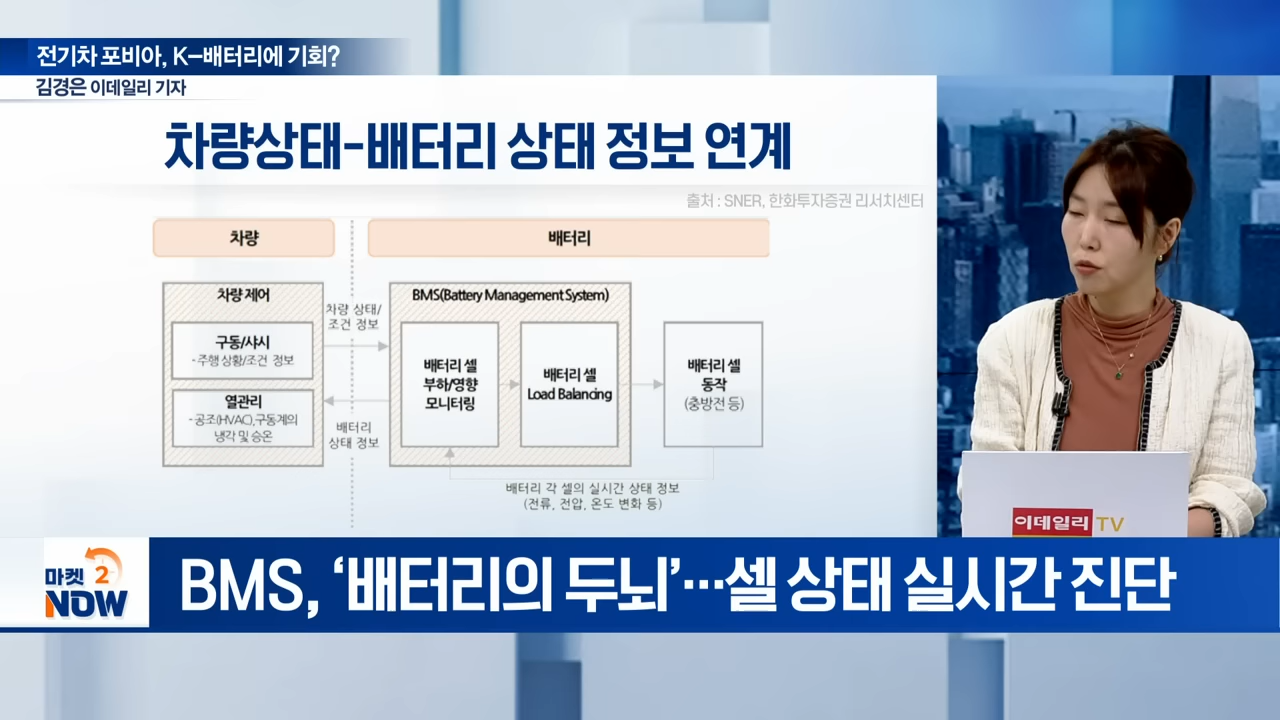 전기차 포비아, K-배터리에 기회?
김경은 이데일리 기자
차량상태-배터리 상태 정보 연계
출처 : SNER, 한화투자증권 리서치센터
차량
배터리
차량 제어
구동/샤시
- 주행 상황/조건 정보
열관리
- 공조(HVAC), 구동계의
냉각 및 승온
차량 상태/
조건 정보
배터리
상태 정보
BMS(Battery Management System)
배터리 셀
부하/영향
모니터링
배터리 셀
Load Balancing
배터리 셀
동작
(충방전 등)
배터리 각 셀의 실시간 상태 정보
(전류, 전압, 온도 변화 등)
이데일리 TV
마켓 2
NOW
BMS, ‘배터리의 두뇌’…셀 상태 실시간 진단